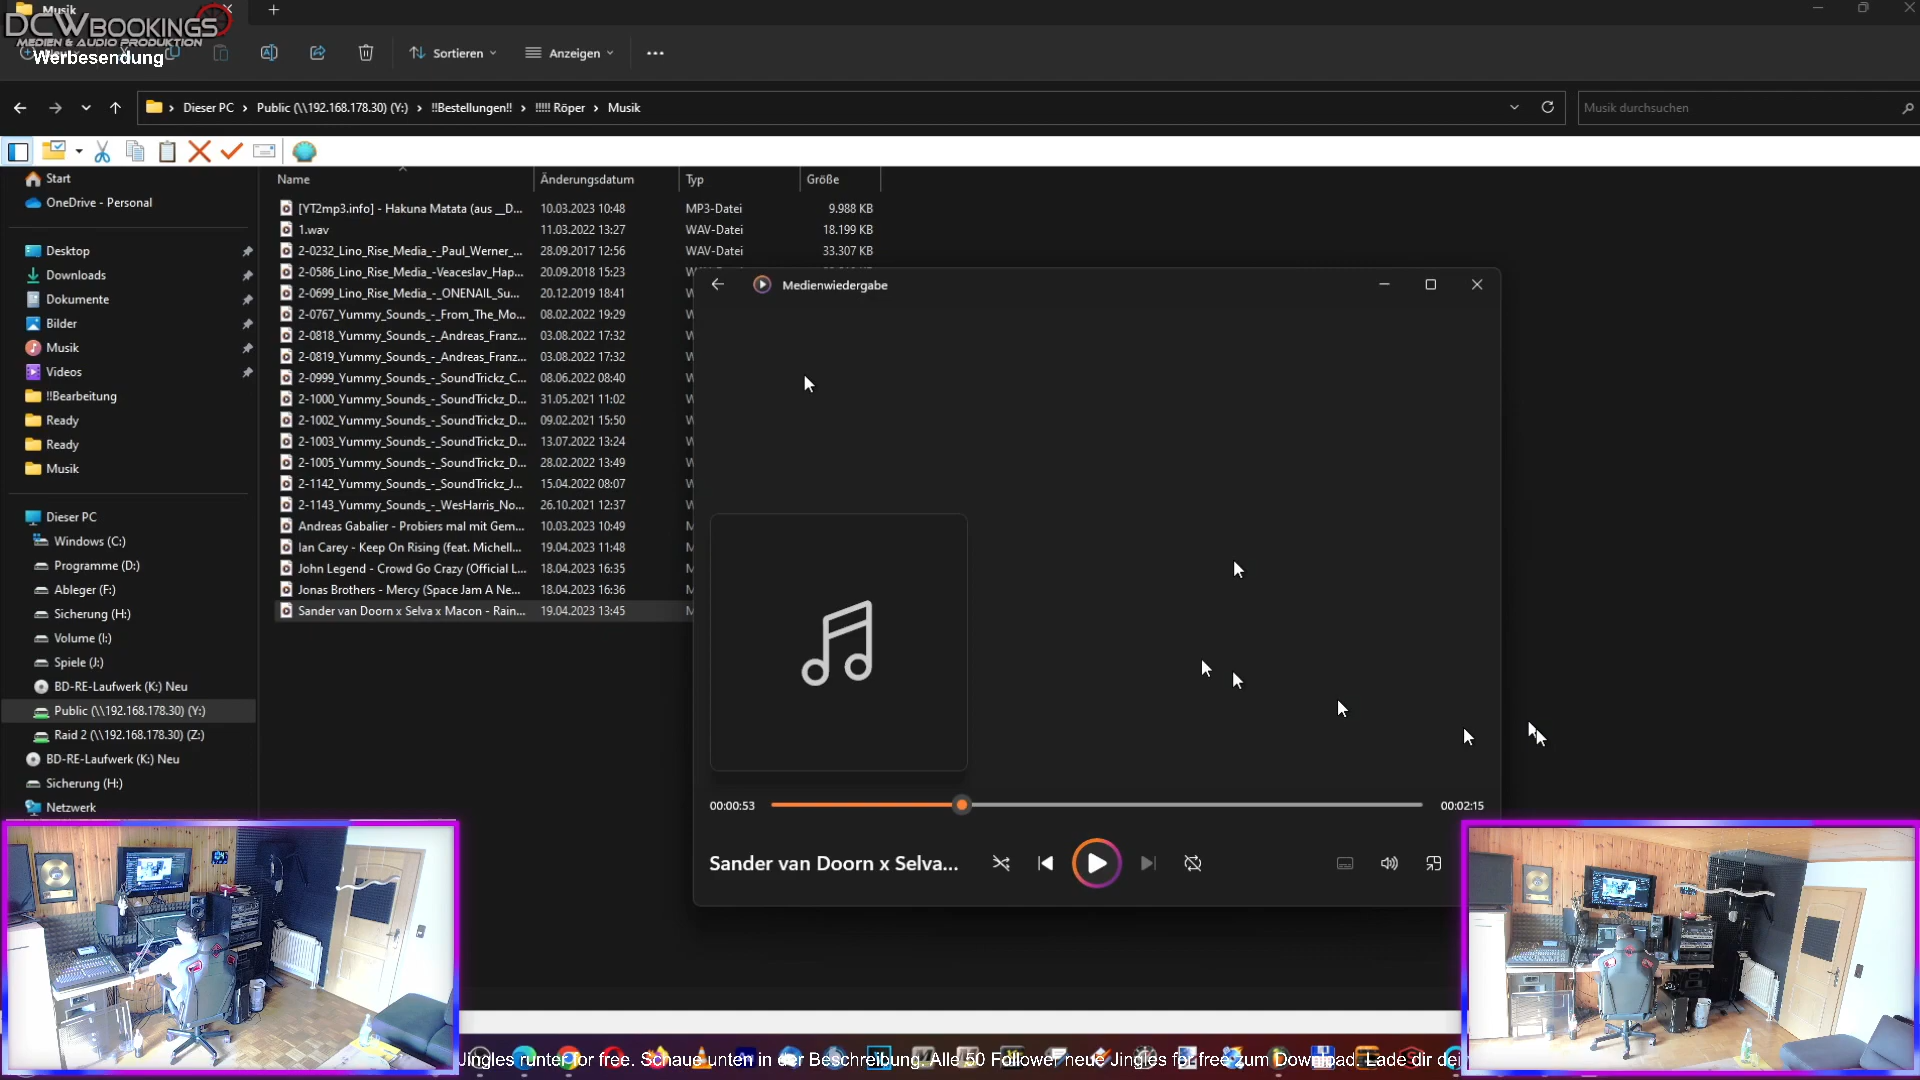 Musik
DCWBOOKINGS
MEDIEN & AUDIO PRODUKTION
Werbesendung
Sortieren
Anzeigen
Dieser PC > Public (\\192.168.178.30) (Y:) > !!Bestellungen!! > !!!!! Röper > Musik
Musik durchsuchen
Name Änderungsdatum Typ Größe
[YT2mp3.info] - Hakuna Matata (aus __D... 10.03.2023 10:48 MP3-Datei 9.988 KB
1.wav 11.03.2022 13:27 WAV-Datei 18.199 KB
2-0232_Lino_Rise_Media_-_Paul_Werner_... 28.09.2017 12:56 WAV-Datei 33.307 KB
2-0586_Lino_Rise_Media_-Veaceslav_Hap... 20.09.2018 15:23
2-0699_Lino_Rise_Media_-_ONENAIL_Su... 20.12.2019 18:41
2-0767_Yummy_Sounds_-_From_The_Mo... 08.02.2022 19:29
2-0818_Yummy_Sounds_-_Andreas_Franz... 03.08.2022 17:32
2-0819_Yummy_Sounds_-_Andreas_Franz... 03.08.2022 17:32
2-0999_Yummy_Sounds_-_SoundTrickz_C... 08.06.2022 08:40
2-1000_Yummy_Sounds_-_SoundTrickz_D... 31.05.2021 11:02
2-1002_Yummy_Sounds_-_SoundTrickz_D... 09.02.2021 15:50
2-1003_Yummy_Sounds_-_SoundTrickz_D... 13.07.2022 13:24
2-1005_Yummy_Sounds_-_SoundTrickz_D... 28.02.2022 13:49
2-1142_Yummy_Sounds_-_SoundTrickz_J... 15.04.2022 08:07
2-1143_Yummy_Sounds_-_WesHarris_No... 26.10.2021 12:37
Andreas Gabalier - Probiers mal mit Gem... 10.03.2023 10:49
Ian Carey - Keep On Rising (feat. Michell... 19.04.2023 11:48
John Legend - Crowd Go Crazy (Official L... 18.04.2023 16:35
Jonas Brothers - Mercy (Space Jam A Ne... 18.04.2023 16:36
Sander van Doorn x Selva x Macon - Rain... 19.04.2023 13:45
Start
OneDrive - Personal
Desktop
Downloads
Dokumente
Bilder
Musik
Videos
!!Bearbeitung
Ready
Ready
Musik
Dieser PC
Windows (C:)
Programme (D:)
Ableger (F:)
Sicherung (H:)
Volume (I:)
Spiele (J:)
BD-RE-Laufwerk (K:) Neu
Public (\\192.168.178.30) (Y:)
Raid 2 (\\192.168.178.30) (Z:)
BD-RE-Laufwerk (K:) Neu
Sicherung (H:)
Netzwerk
Medienwiedergabe
00:00:53 00:02:15
Sander van Doorn x Selva...
Jingles runter for free. Schaue unten in der Beschreibung. Alle 50 Follower neue Jingles for free zum Download. Lade dir dei